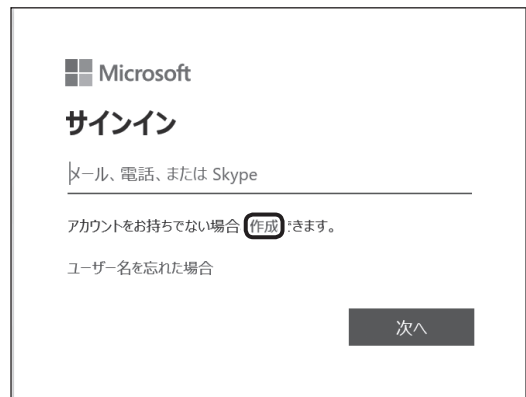 Microsoft
サインイン
メール、電話、または Skype
アカウントをお持ちでない場合 作成できます。
ユーザー名を忘れた場合
次へ